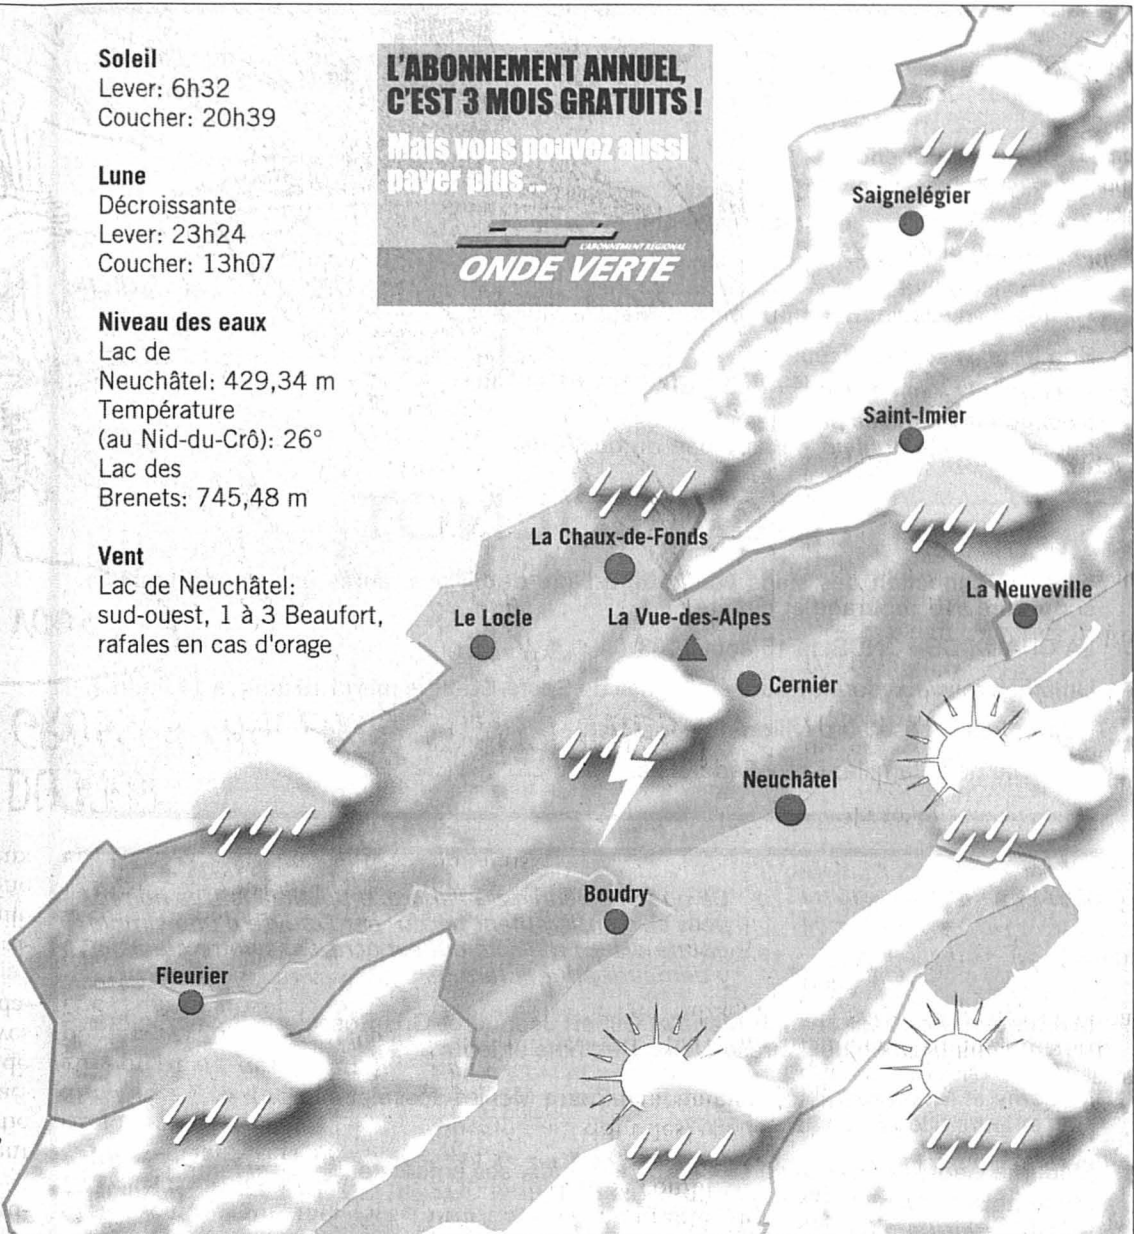 Soleil
Lever: 6h32
Coucher: 20h39
Lune
Décroissante
Lever: 23h24
Coucher: 13h07
Niveau des eaux
Lac de
Neuchâtel: 429,34 m
Température
(au Nid-du-Crô): 26°
Lac des
Brenets: 745,48 m
Vent
Lac de Neuchâtel:
sud-ouest, 1 à 3 Beaufort,
rafales en cas d'orage
L'ABONNEMENT ANNUEL,
C'EST 3 MOIS GRATUITS !
Mais vous pouvez aussi
payer plus ...
L'ABONNEMENT RÉGIONAL
ONDE VERTE
Saignelégier
Saint-Imier
La Chaux-de-Fonds
La Neuveville
Le Locle
La Vue-des-Alpes
Cernier
Neuchâtel
Boudry
Fleurier